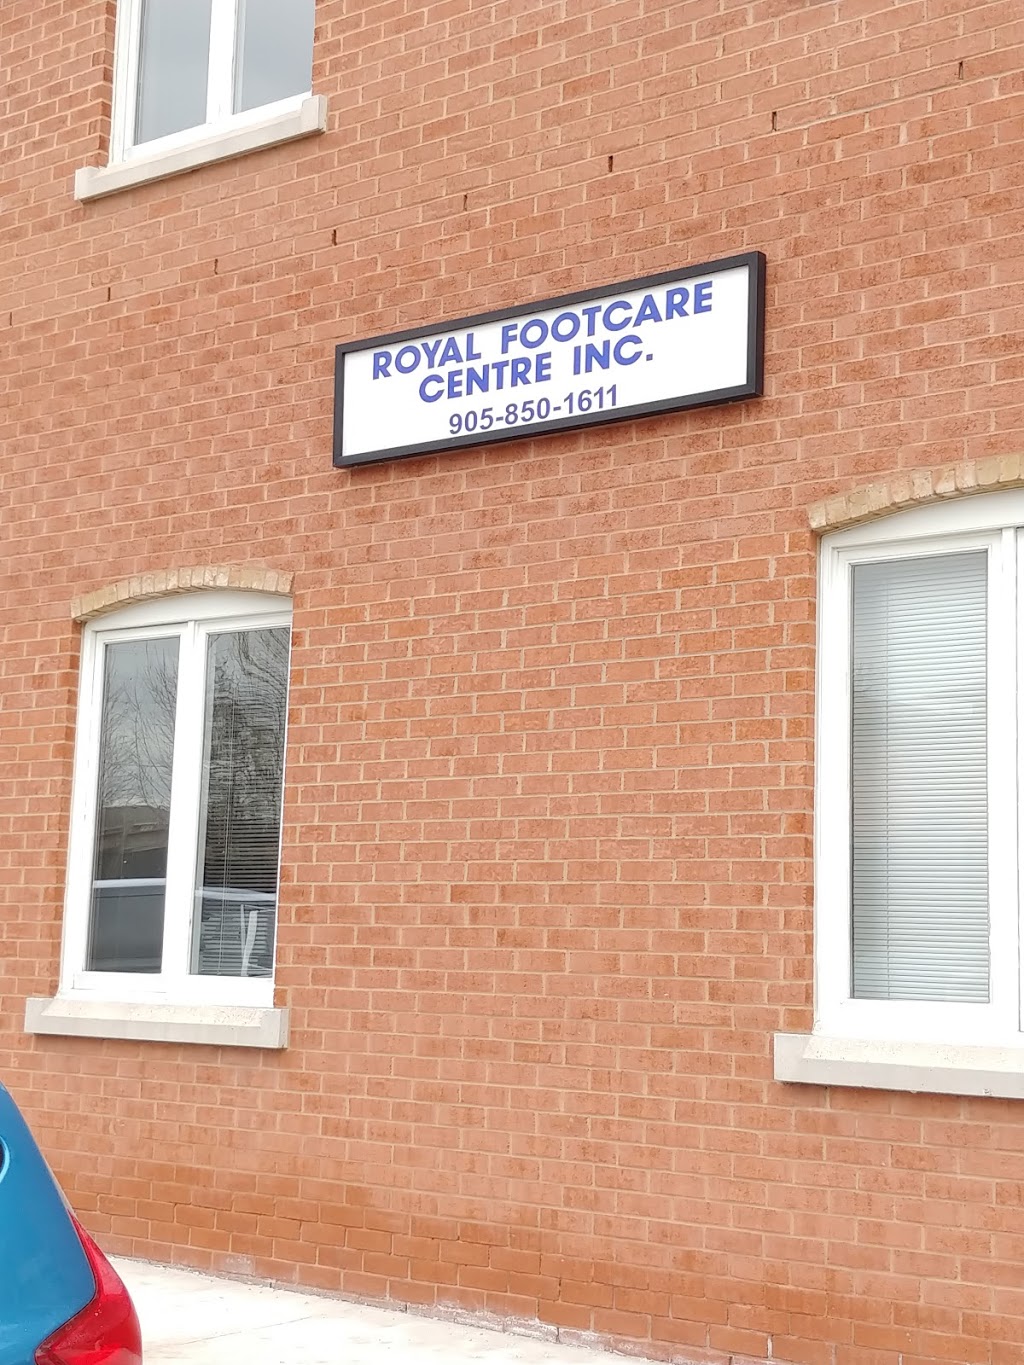 ROYAL FOOTCARE
CENTRE INC.
905-850-1611